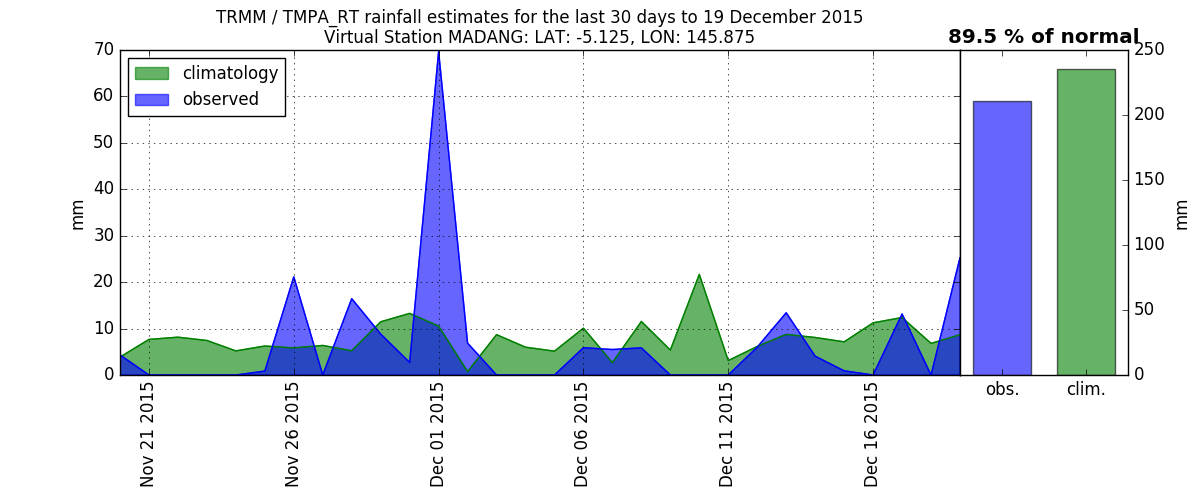 TRMM / TMPA_RT rainfall estimates for the last 30 days to 19 December 2015
Virtual Station MADANG: LAT: -5.125, LON: 145.875
89.5 % of normal
climatology
observed
70
60
50
40
30
20
10
0
mm
Nov 21 2015
Nov 26 2015
Dec 01 2015
Dec 06 2015
Dec 11 2015
Dec 16 2015
obs.
clim.
250
200
150
100
50
0
mm